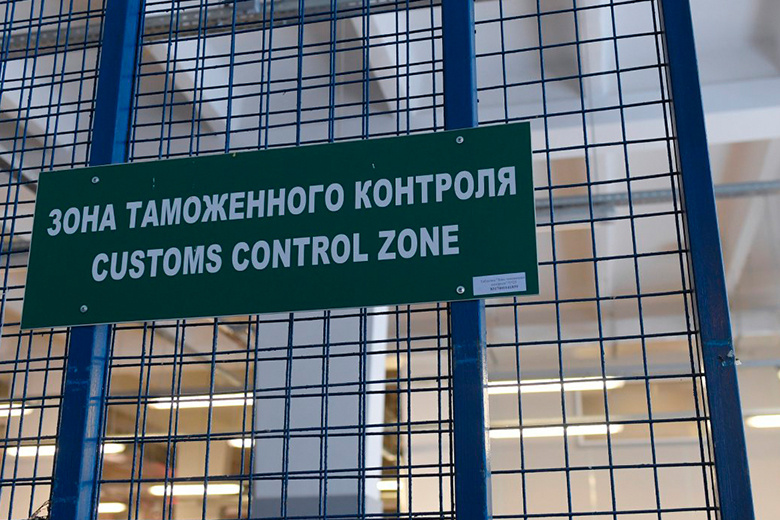 ЗОНА ТАМОЖЕННОГО КОНТРОЛЯ
CUSTOMS CONTROL ZONE